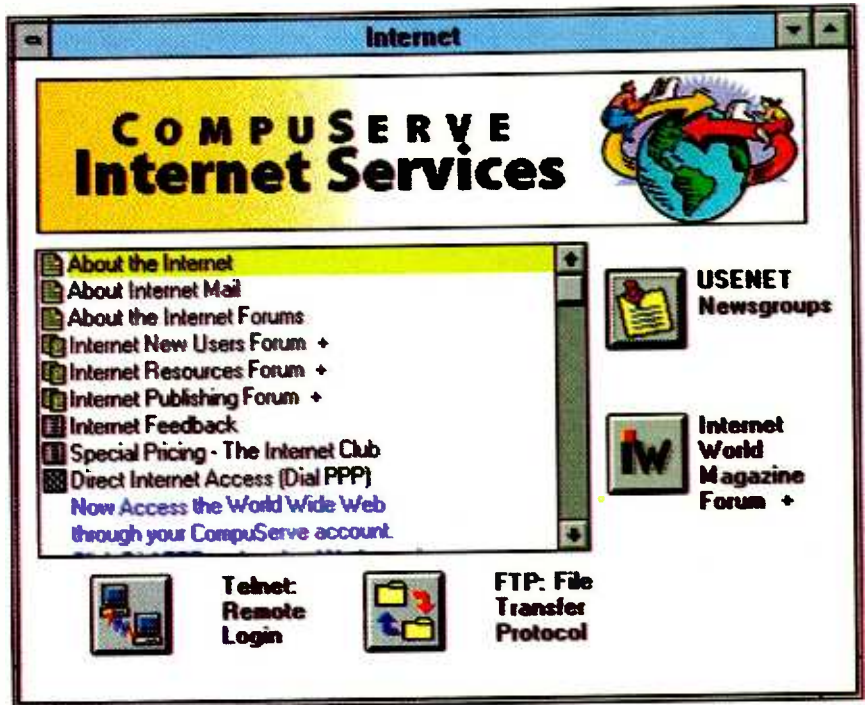 Internet
COMPUSERVE
Internet Services
About the Internet
About Internet Mail
About the Internet Forums
Internet New Users Forum +
Internet Resources Forum +
Internet Publishing Forum +
Internet Feedback
Special Pricing - The Internet Club
Direct Internet Access (Dial PPP)
Now Access the World Wide Web
through your CompuServe account.
USENET
Newsgroups
iW
Internet
World
Magazine
Forum +
Telnet:
Remote
Login
FTP: File
Transfer
Protocol